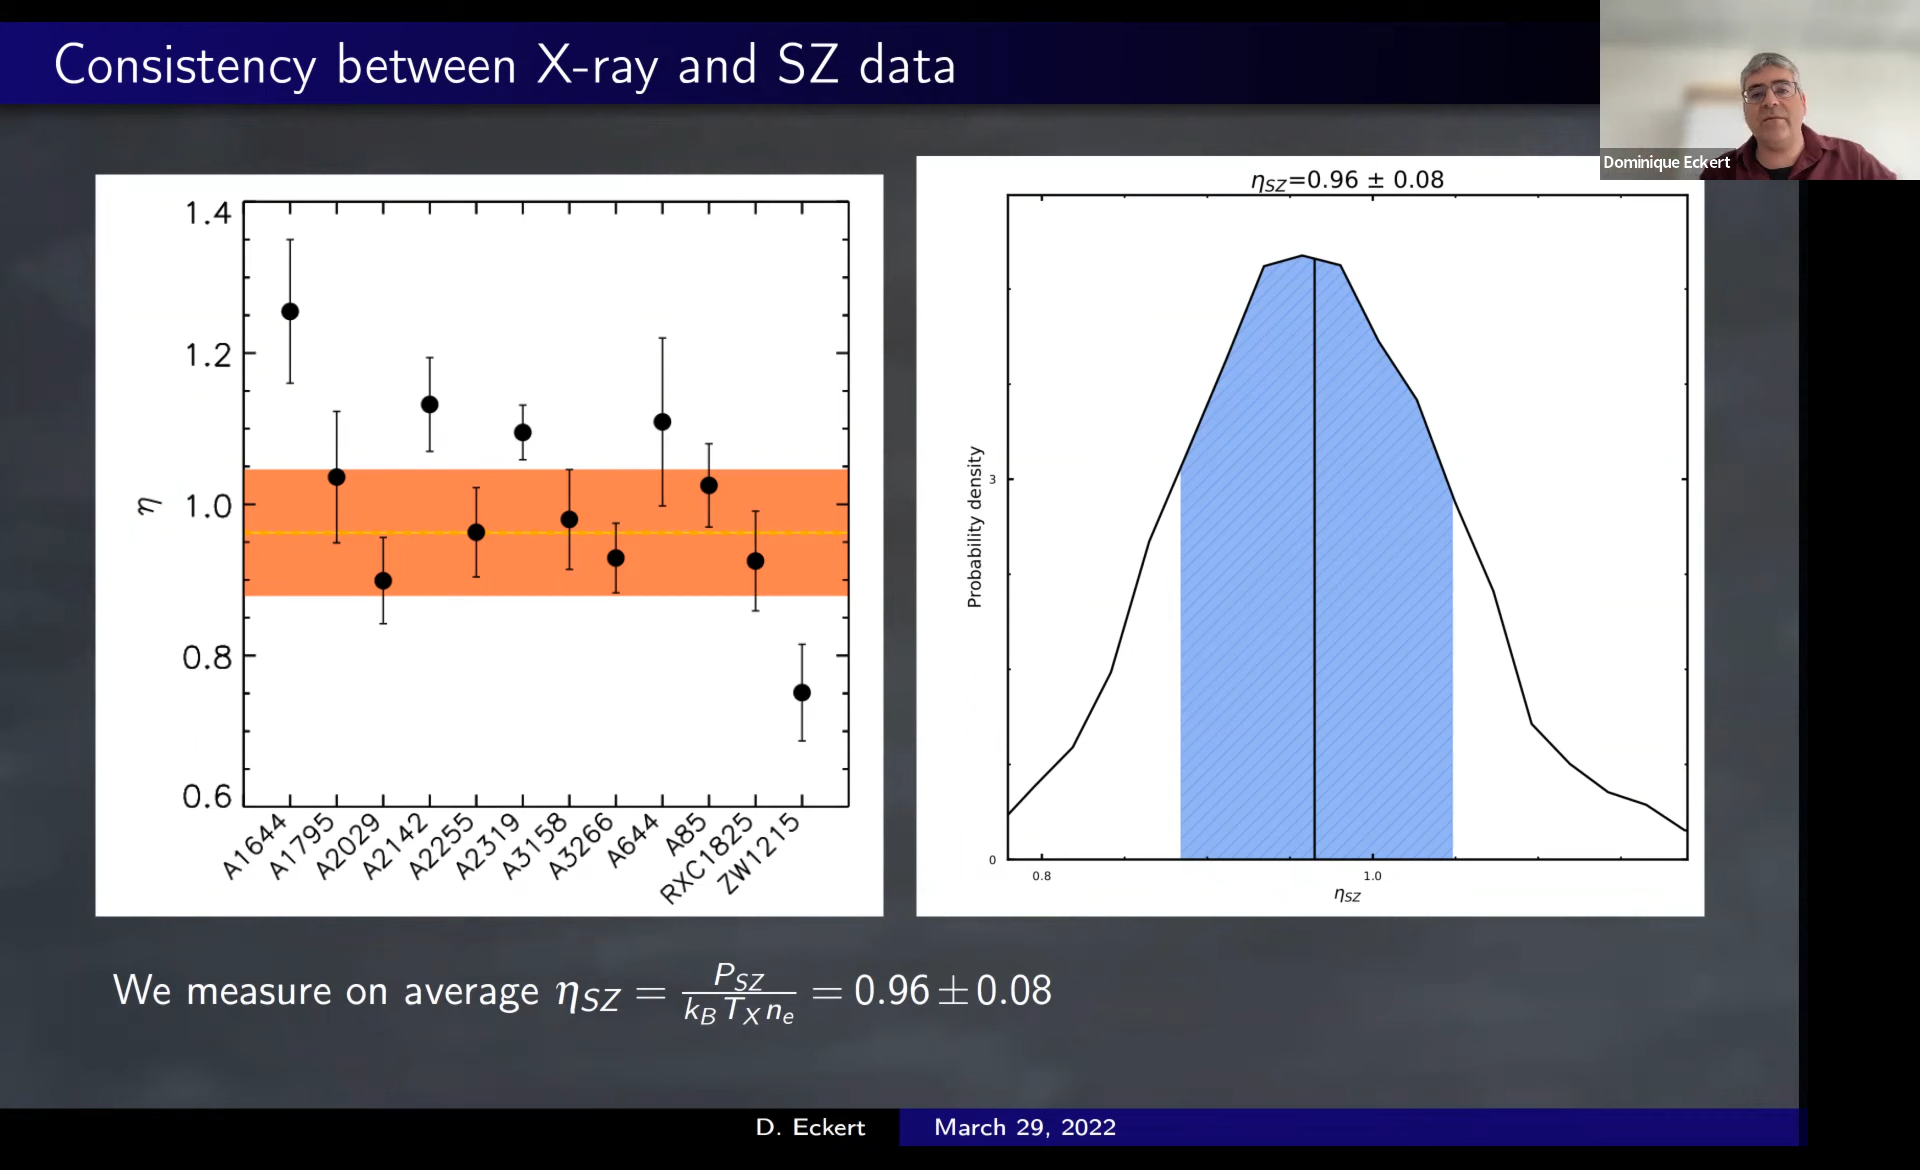 Consistency between X-ray and SZ data
Dominique Eckert
1.4
1.2
1.0
0.8
0.6
η
A1644
A1795
A2029
A2142
A2255
A2319
A3158
A3266
A644
A85
RXC1825
ZW1215
η_SZ=0.96 ± 0.08
Probability density
3
0
0.8
1.0
η_SZ
We measure on average η_SZ = P_SZ / k_B T_X n_e = 0.96 ± 0.08
D. Eckert
March 29, 2022